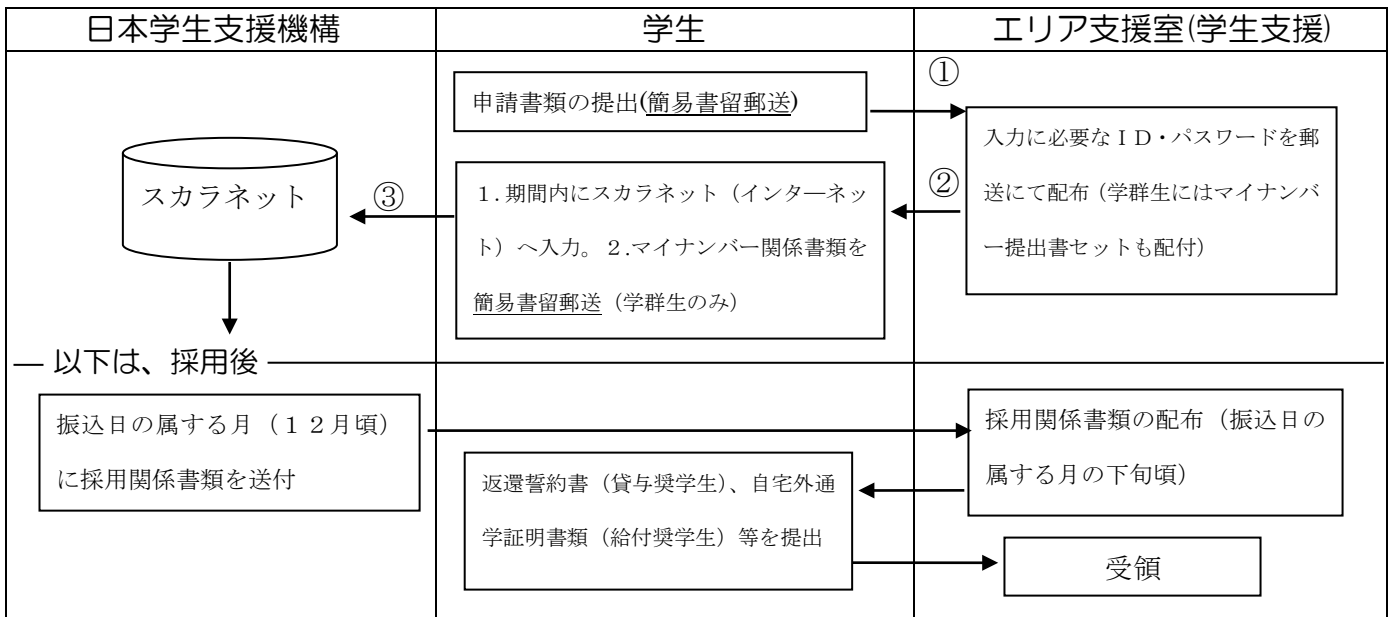 日本学生支援機構
学生
エリア支援室(学生支援)
①
申請書類の提出(簡易書留郵送)
入力に必要なＩＤ・パスワードを郵
送にて配布（学群生にはマイナンバ
ー提出書セットも配付）
②
１.期間内にスカラネット（インターネッ
ト）へ入力。２.マイナンバー関係書類を
簡易書留郵送（学群生のみ）
③
スカラネット
以下は、採用後
振込日の属する月（１２月頃）
に採用関係書類を送付
採用関係書類の配布（振込日の
属する月の下旬頃）
返還誓約書（貸与奨学生）、自宅外通
学証明書類（給付奨学生）等を提出
受領